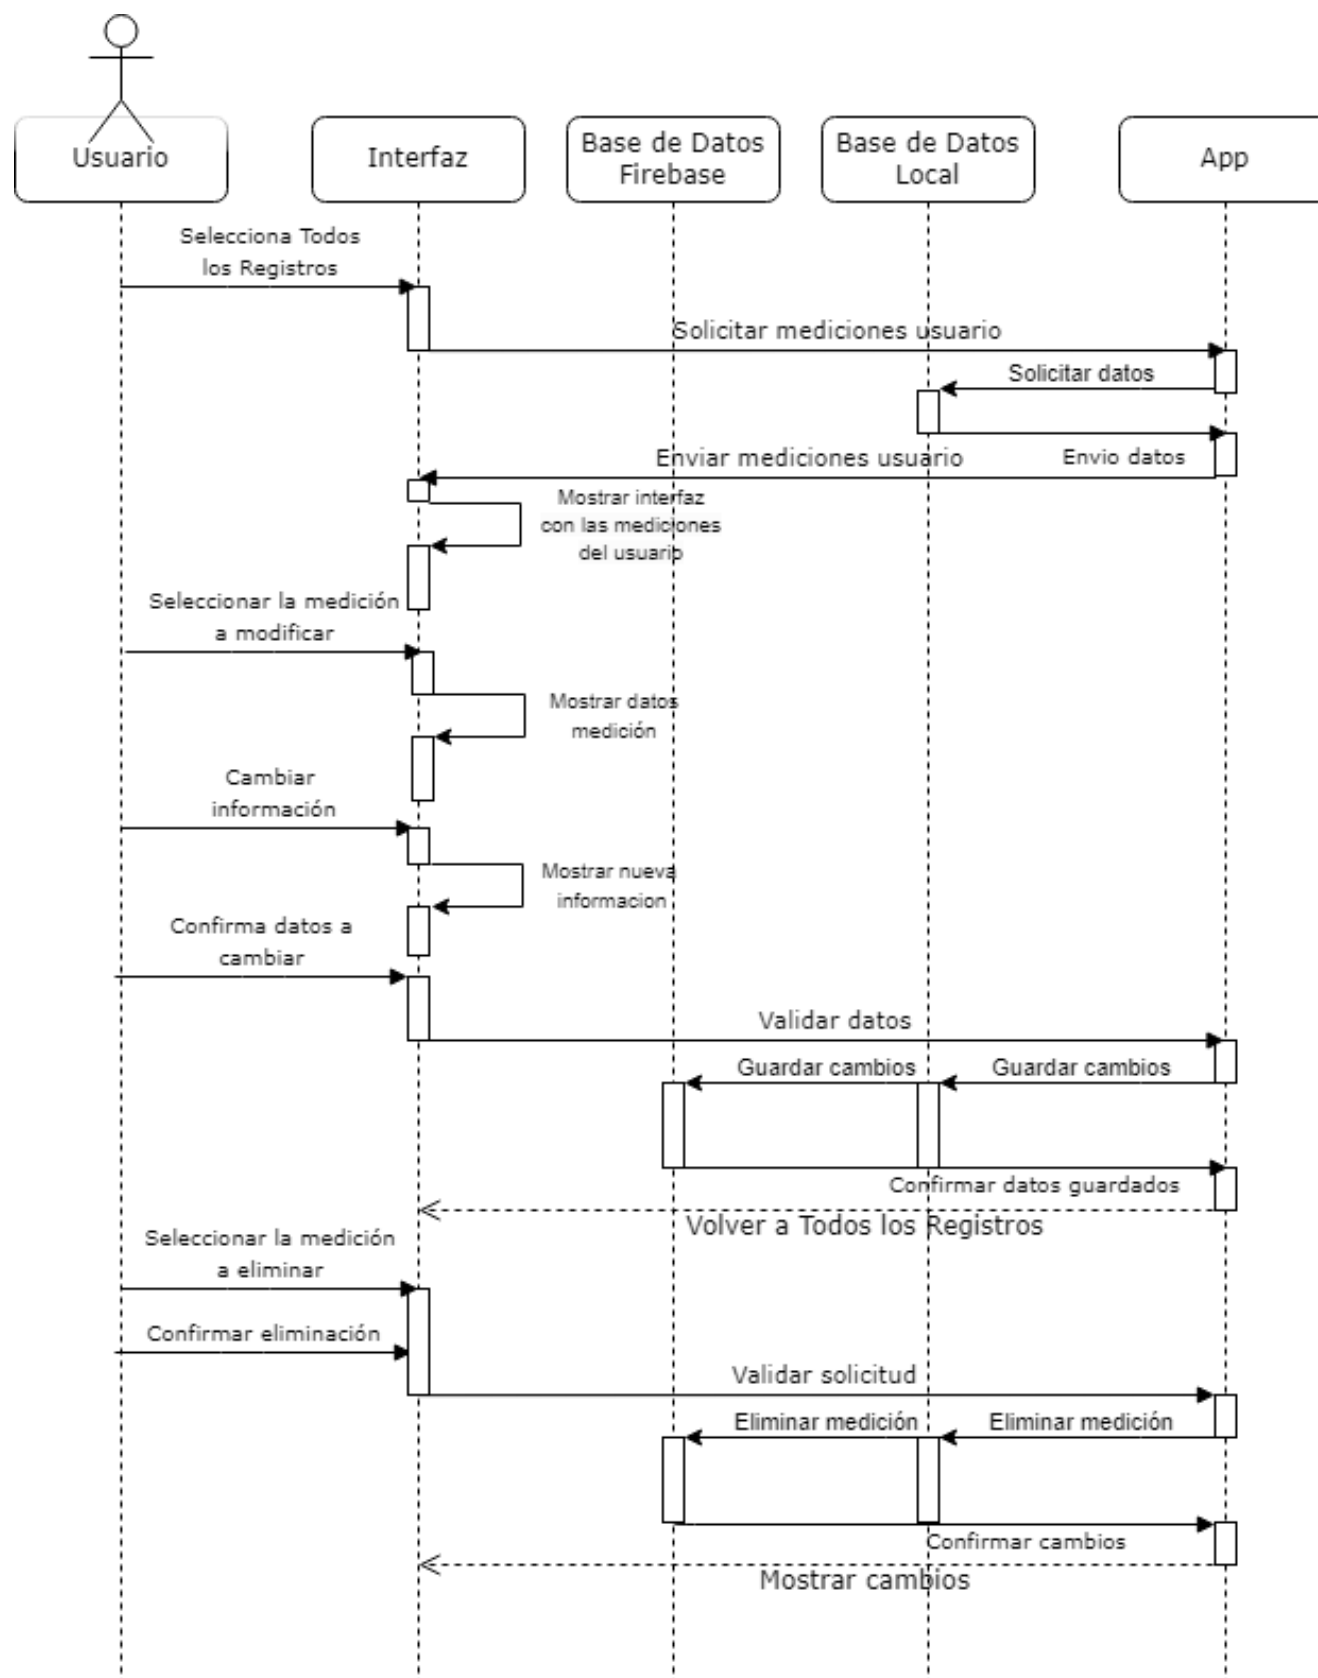 Usuario
Interfaz
Base de Datos
Firebase
Base de Datos
Local
App
Selecciona Todos
los Registros
Solicitar mediciones usuario
Solicitar datos
Envio datos
Enviar mediciones usuario
Mostrar interfaz
con las mediciones
del usuario
Seleccionar la medición
a modificar
Mostrar datos
medición
Cambiar
información
Mostrar nueva
informacion
Confirma datos a
cambiar
Validar datos
Guardar cambios
Guardar cambios
Confirmar datos guardados
Volver a Todos los Registros
Seleccionar la medición
a eliminar
Confirmar eliminación
Validar solicitud
Eliminar medición
Eliminar medición
Confirmar cambios
Mostrar cambios